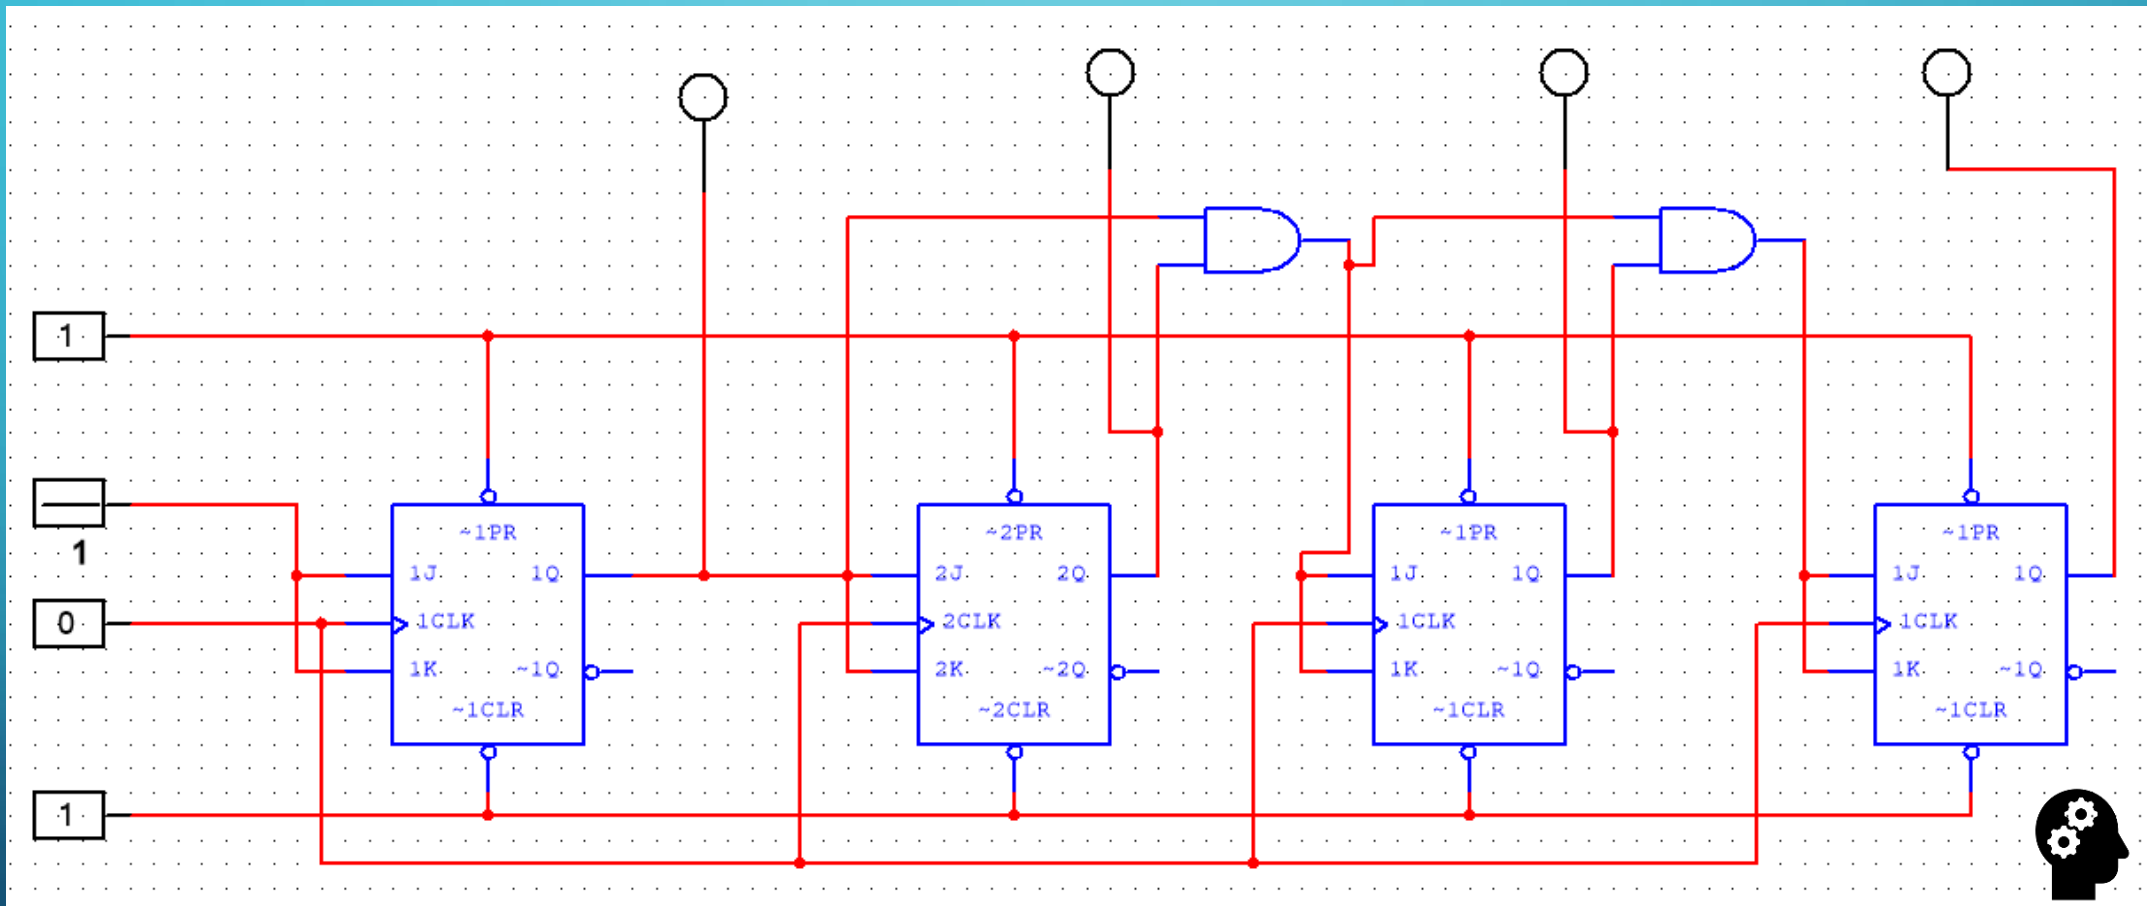 1
1
0
1
~1PR
1J 1Q
1CLK
1K ~1Q
~1CLR
~2PR
2J 2Q
2CLK
2K ~2Q
~2CLR
~1PR
1J 1Q
1CLK
1K ~1Q
~1CLR
~1PR
1J 1Q
1CLK
1K ~1Q
~1CLR